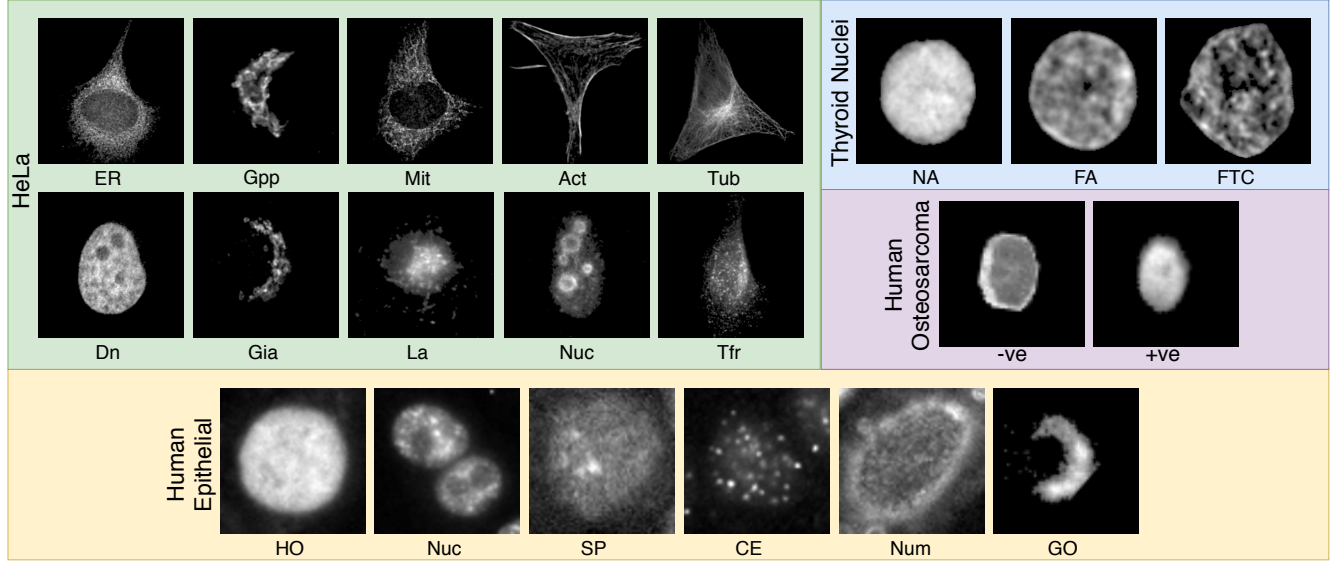 HeLa
ER
Gpp
Mit
Act
Tub
Dn
Gia
La
Nuc
Tfr
Thyroid Nuclei
NA
FA
FTC
Human
Osteosarcoma
-ve
+ve
Human
Epithelial
HO
Nuc
SP
CE
Num
GO